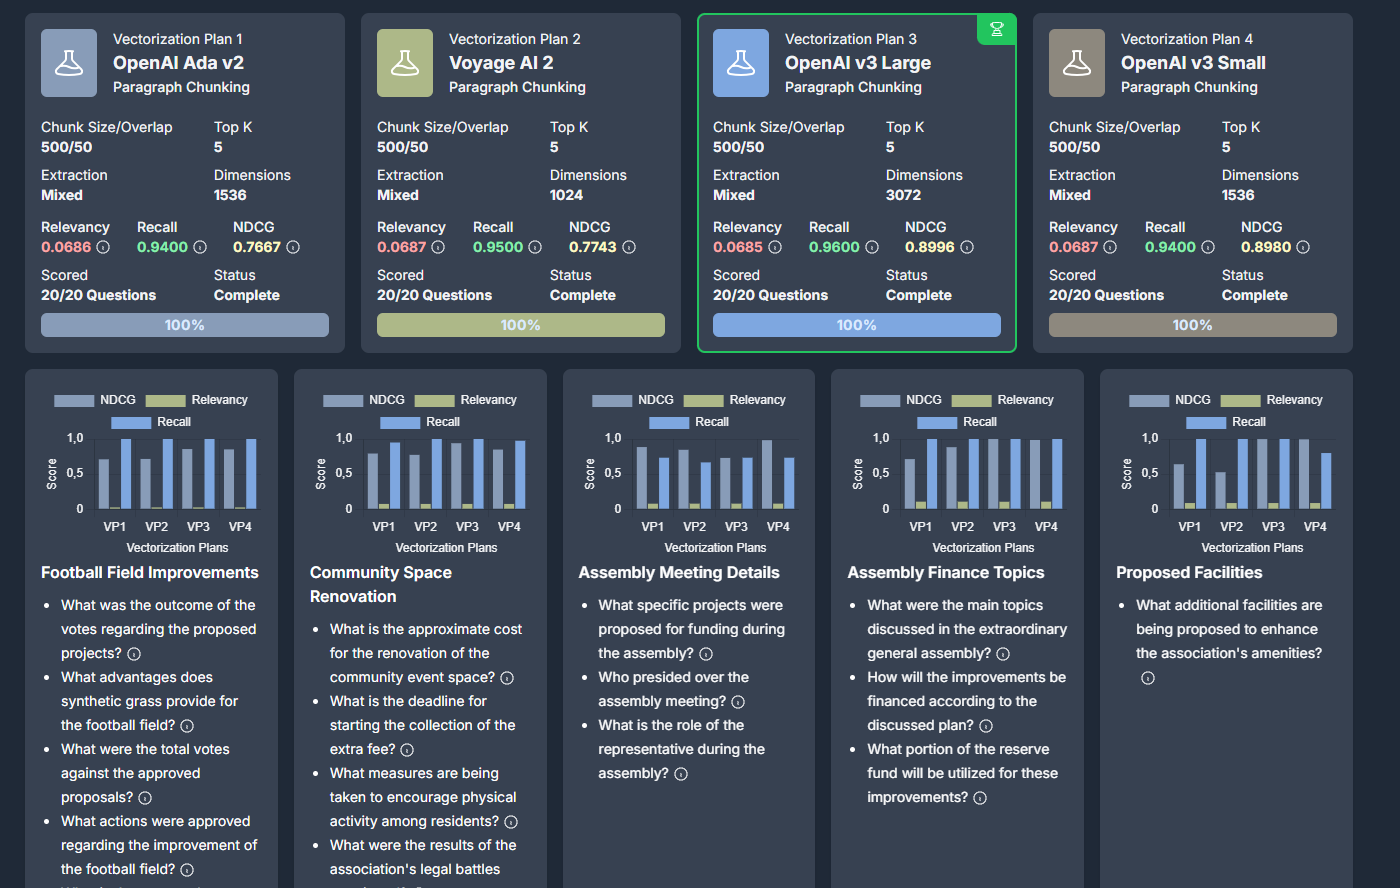 Vectorization Plan 1
OpenAI Ada v2
Paragraph Chunking
Chunk Size/Overlap
Top K
500/50
5
Extraction
Dimensions
Mixed
1536
Relevancy
Recall
NDCG
0.0686
0.9400
0.7667
Scored
Status
20/20 Questions
Complete
100%
Vectorization Plan 2
Voyage AI 2
Paragraph Chunking
Chunk Size/Overlap
Top K
500/50
5
Extraction
Dimensions
Mixed
1024
Relevancy
Recall
NDCG
0.0687
0.9500
0.7743
Scored
Status
20/20 Questions
Complete
100%
Vectorization Plan 3
OpenAI v3 Large
Paragraph Chunking
Chunk Size/Overlap
Top K
500/50
5
Extraction
Dimensions
Mixed
3072
Relevancy
Recall
NDCG
0.0685
0.9600
0.8996
Scored
Status
20/20 Questions
Complete
100%
Vectorization Plan 4
OpenAI v3 Small
Paragraph Chunking
Chunk Size/Overlap
Top K
500/50
5
Extraction
Dimensions
Mixed
1536
Relevancy
Recall
NDCG
0.0687
0.9400
0.8980
Scored
Status
20/20 Questions
Complete
100%
NDCG
Relevancy
Recall
1,0
0,5
0
Score
VP1 VP2 VP3 VP4
Vectorization Plans
Football Field Improvements
What was the outcome of the
votes regarding the proposed
projects?
What advantages does
synthetic grass provide for
the football field?
What were the total votes
against the approved
proposals?
What actions were approved
regarding the improvement of
the football field?
NDCG
Relevancy
Recall
1,0
0,5
0
Score
VP1 VP2 VP3 VP4
Vectorization Plans
Community Space
Renovation
What is the approximate cost
for the renovation of the
community event space?
What is the deadline for
starting the collection of the
extra fee?
What measures are being
taken to encourage physical
activity among residents?
What were the results of the
association's legal battles
NDCG
Relevancy
Recall
1,0
0,5
0
Score
VP1 VP2 VP3 VP4
Vectorization Plans
Assembly Meeting Details
What specific projects were
proposed for funding during
the assembly?
Who presided over the
assembly meeting?
What is the role of the
representative during the
assembly?
NDCG
Relevancy
Recall
1,0
0,5
0
Score
VP1 VP2 VP3 VP4
Vectorization Plans
Assembly Finance Topics
What were the main topics
discussed in the extraordinary
general assembly?
How will the improvements be
financed according to the
discussed plan?
What portion of the reserve
fund will be utilized for these
improvements?
NDCG
Relevancy
Recall
1,0
0,5
0
Score
VP1 VP2 VP3 VP4
Vectorization Plans
Proposed Facilities
What additional facilities are
being proposed to enhance
the association's amenities?